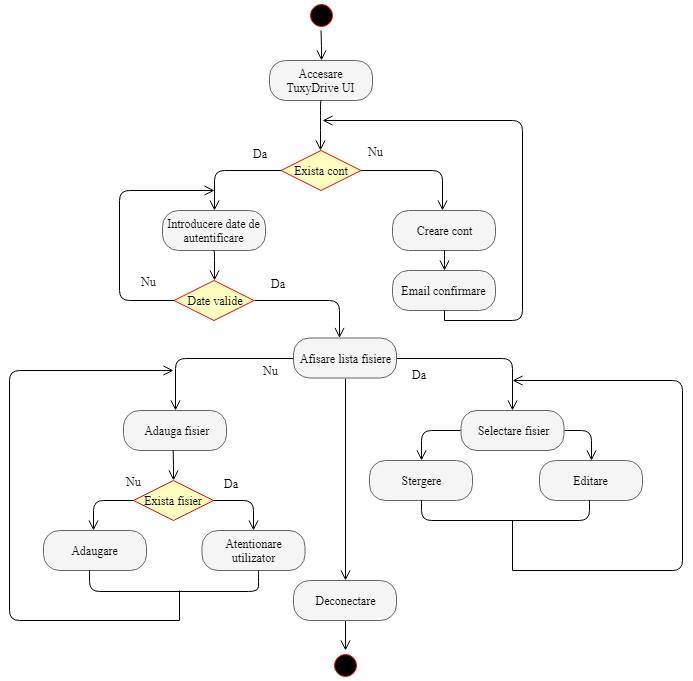 Accesare
TuxyDrive UI
Da
Nu
Exista cont
Introducere date de
autentificare
Creare cont
Nu
Da
Date valide
Email confirmare
Afisare lista fisiere
Nu
Da
Adauga fisier
Selectare fisier
Nu
Da
Exista fisier
Stergere
Editare
Adaugare
Atentionare
utilizator
Deconectare